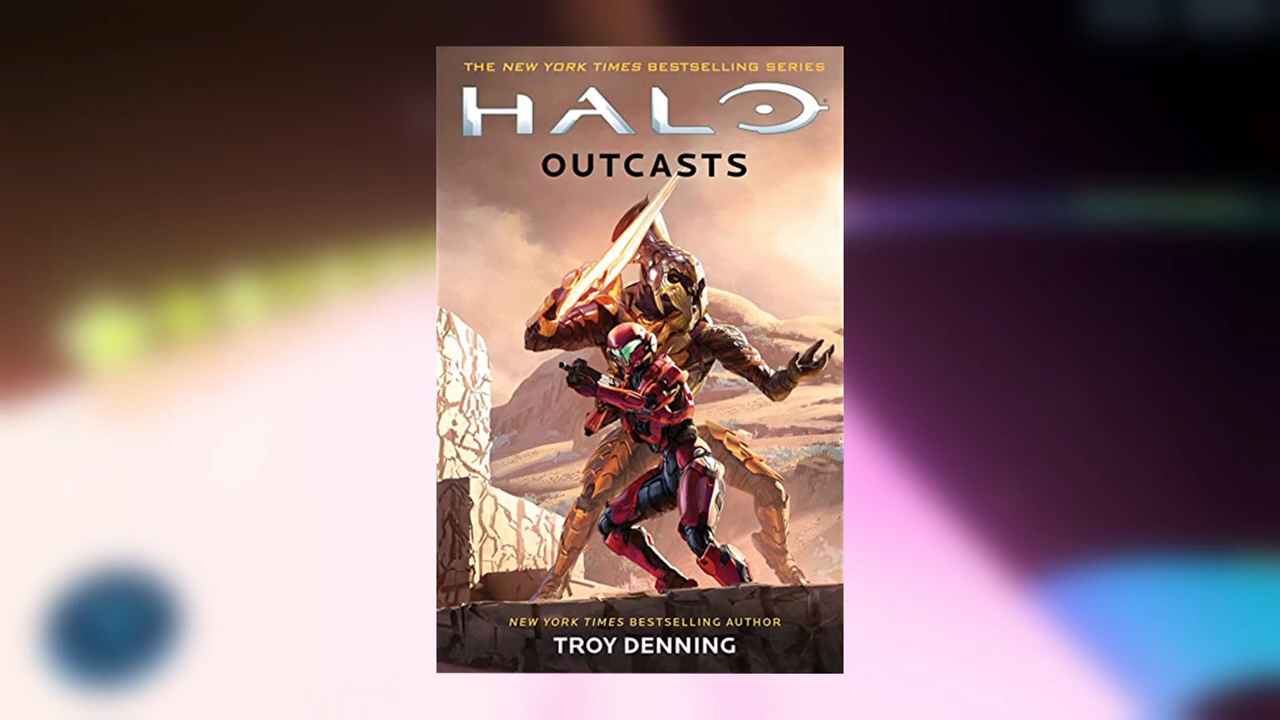 THE NEW YORK TIMES BESTSELLING SERIES
HALO
OUTCASTS
NEW YORK TIMES BESTSELLING AUTHOR
TROY DENNING